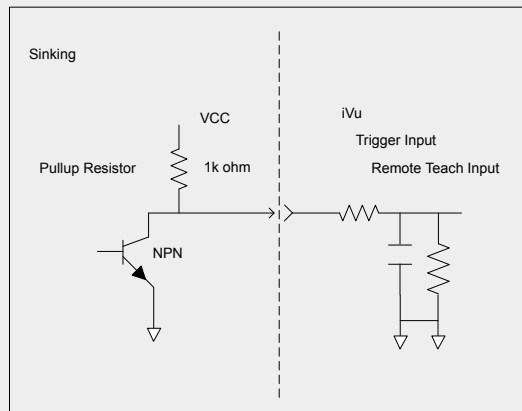 Sinking
VCC
Pullup Resistor
1k ohm
NPN
iVu
Trigger Input
Remote Teach Input